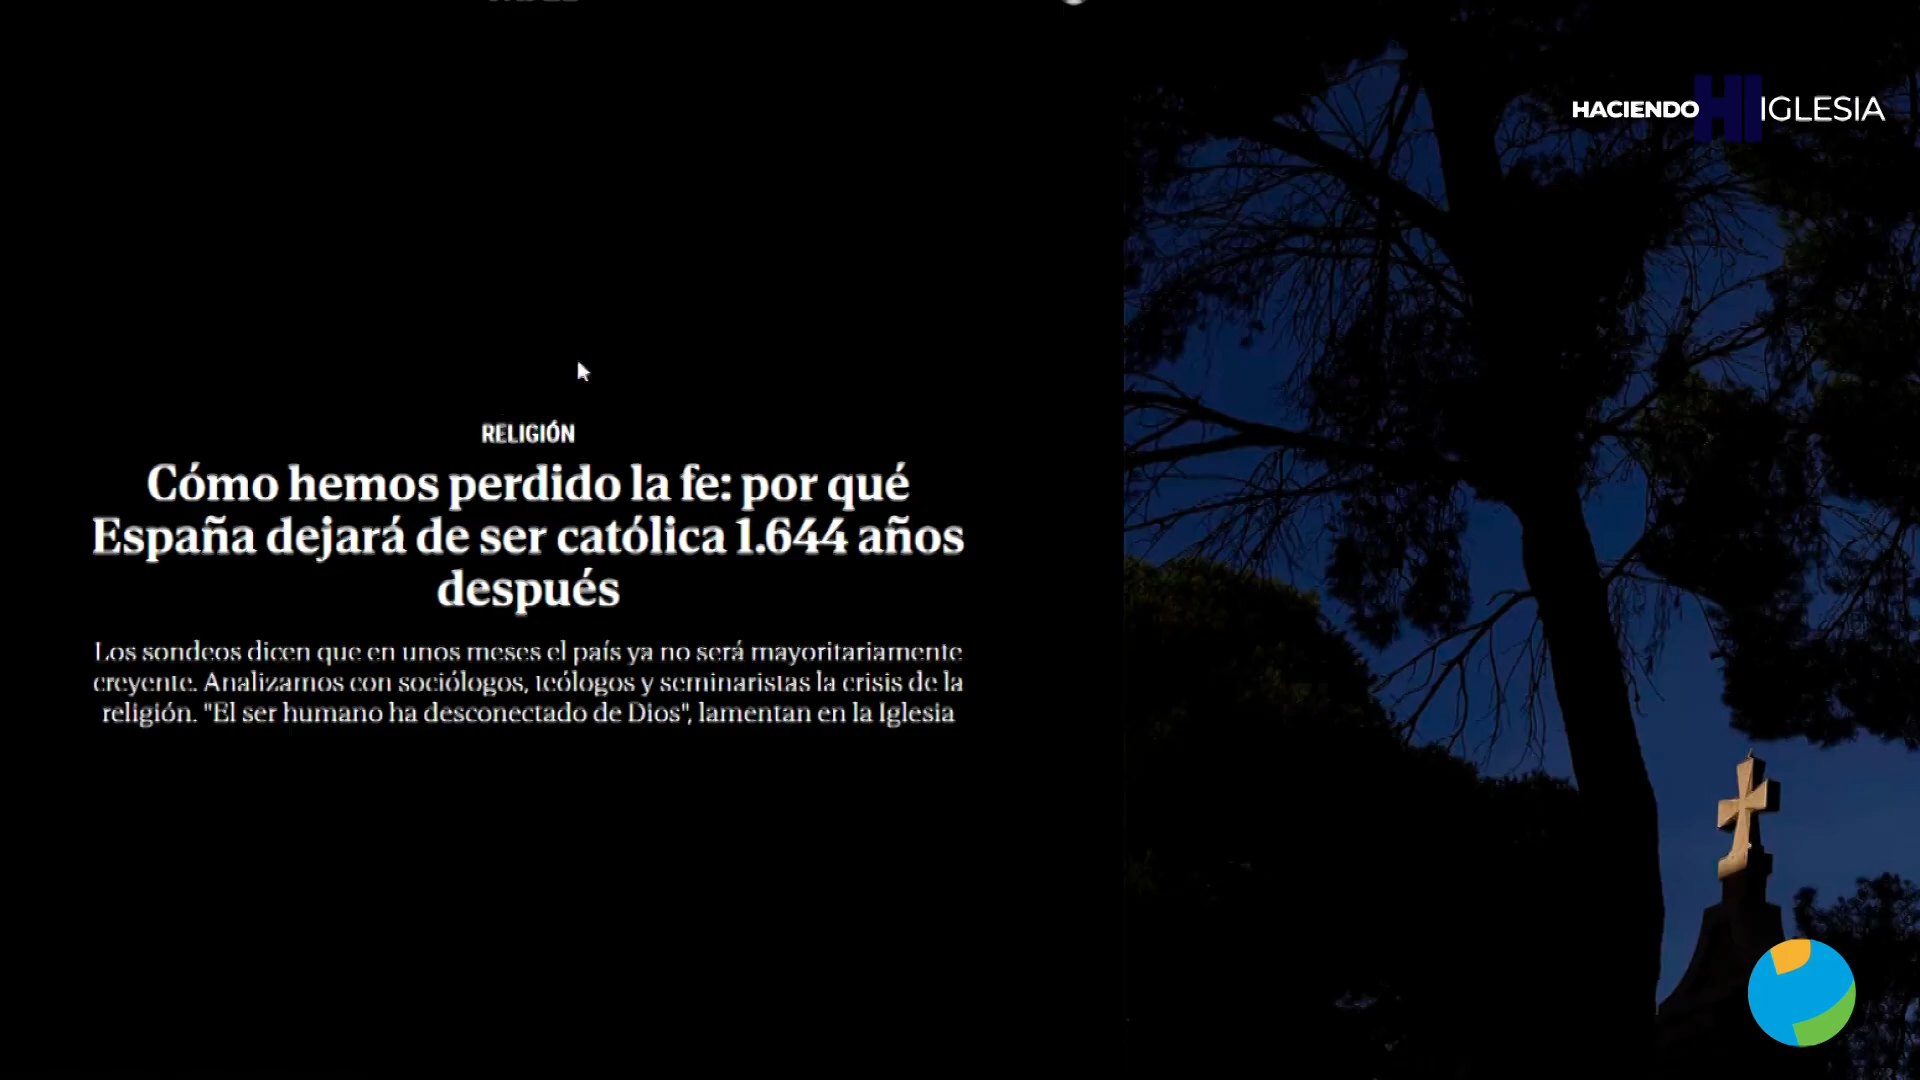 HACIENDO HI IGLESIA
RELIGIÓN
Cómo hemos perdido la fe: por qué
España dejará de ser católica 1.644 años
después
Los sondeos dicen que en unos meses el país ya no será mayoritariamente
creyente. Analizamos con sociólogos, teólogos y seminaristas la crisis de la
religión. "El ser humano ha desconectado de Dios", lamentan en la Iglesia